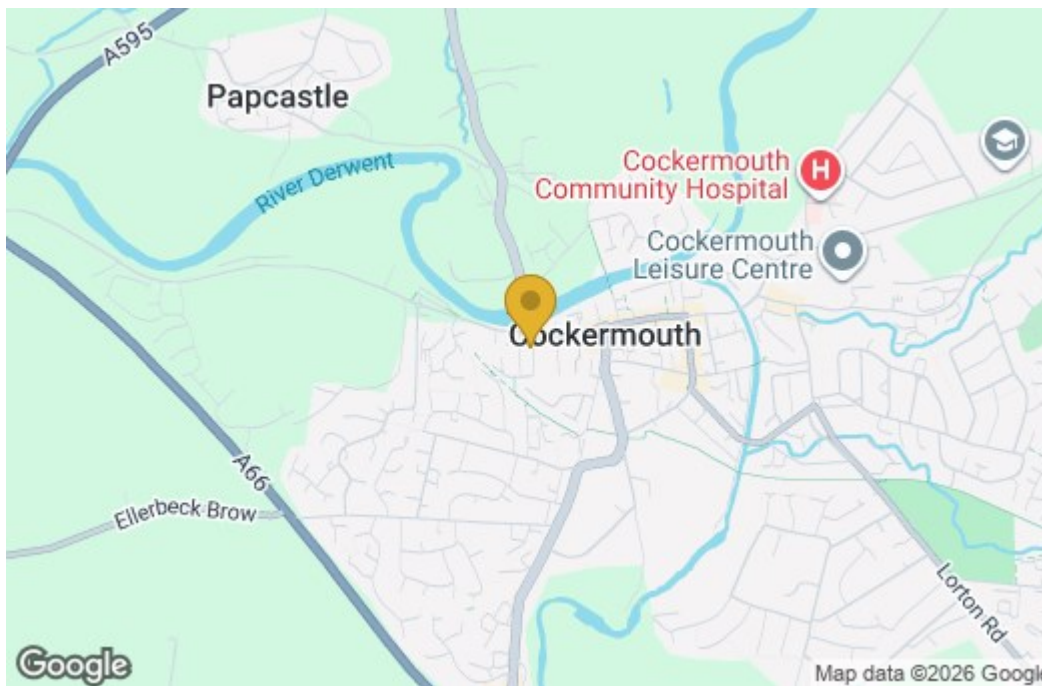 A595
Papcastle
River Derwent
Cockermouth
Community Hospital
H
Cockermouth
Leisure Centre
Cockermouth
A66
Ellerbeck Brow
Lorton Rd
Google
Map data ©2026 Google